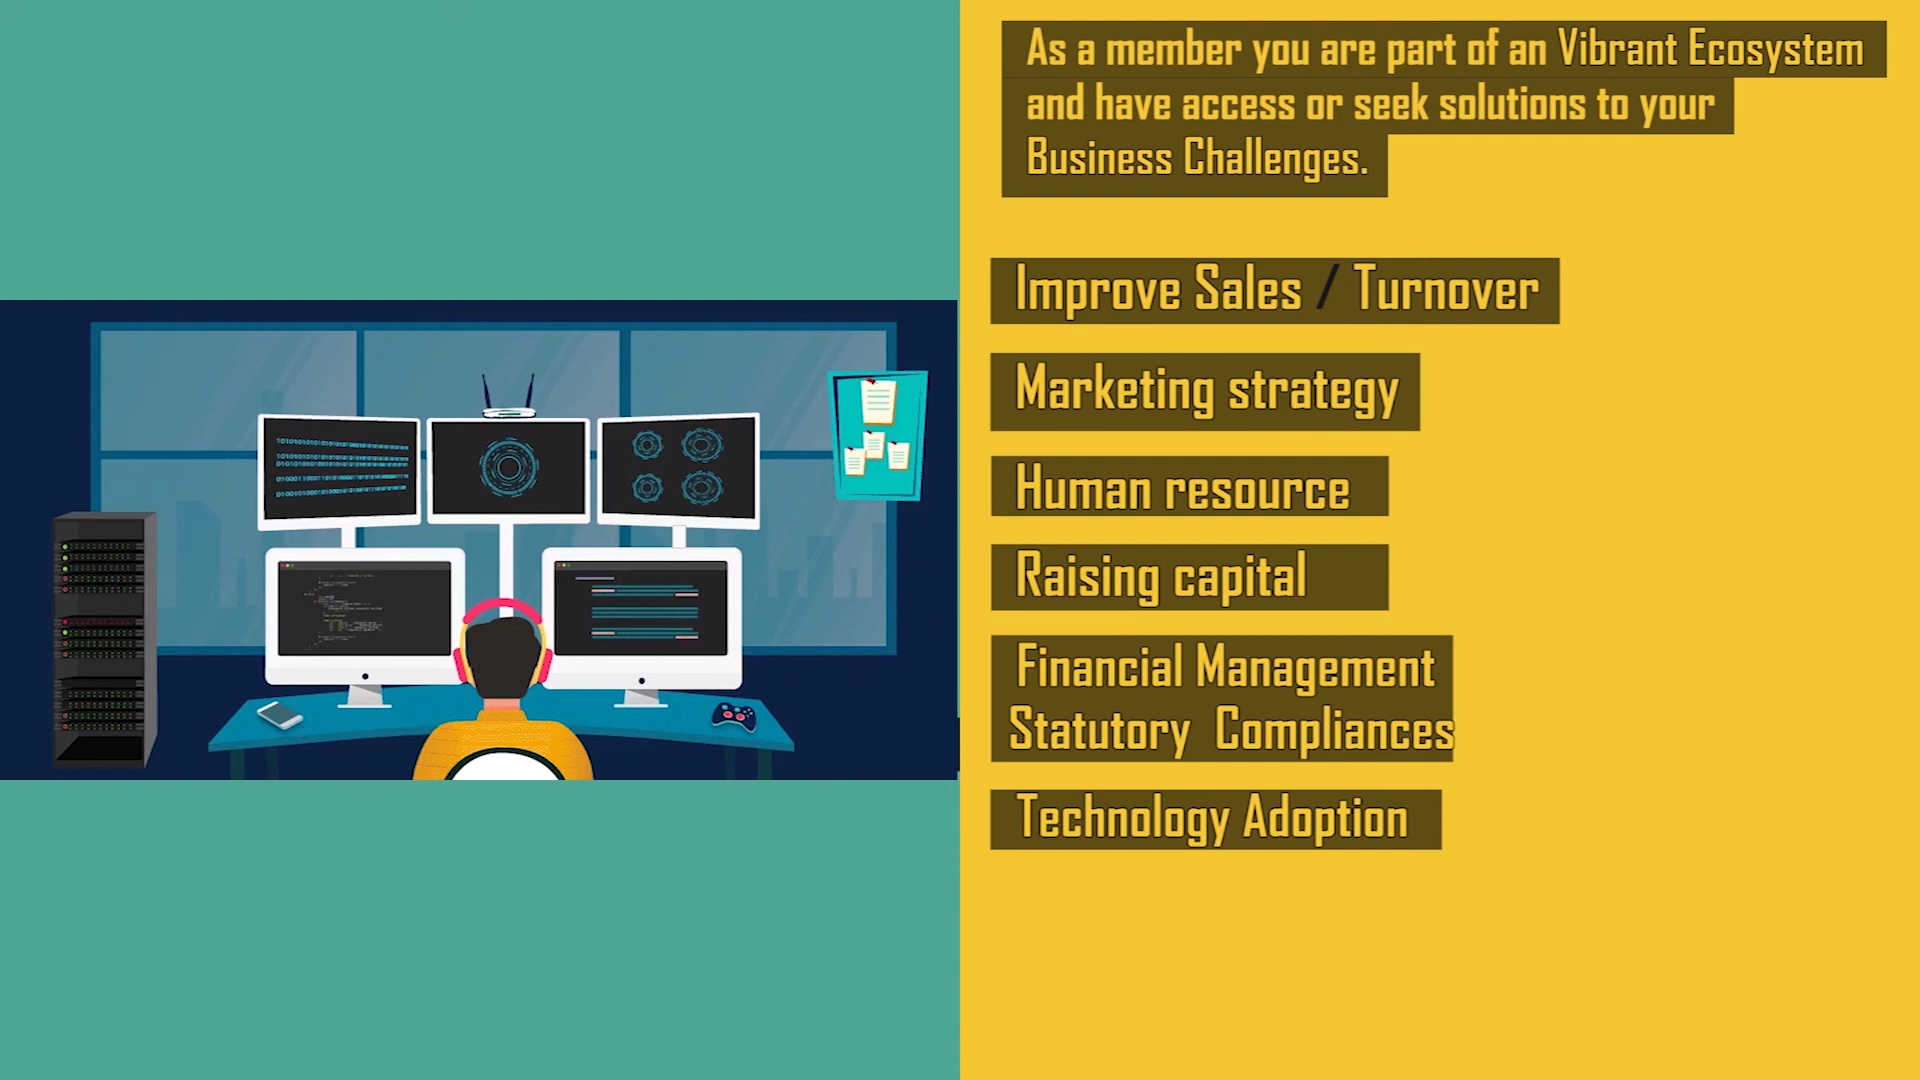 As a member you are part of an Vibrant Ecosystem
and have access or seek solutions to your
Business Challenges.
Improve Sales / Turnover
Marketing strategy
Human resource
Raising capital
Financial Management
Statutory Compliances
Technology Adoption